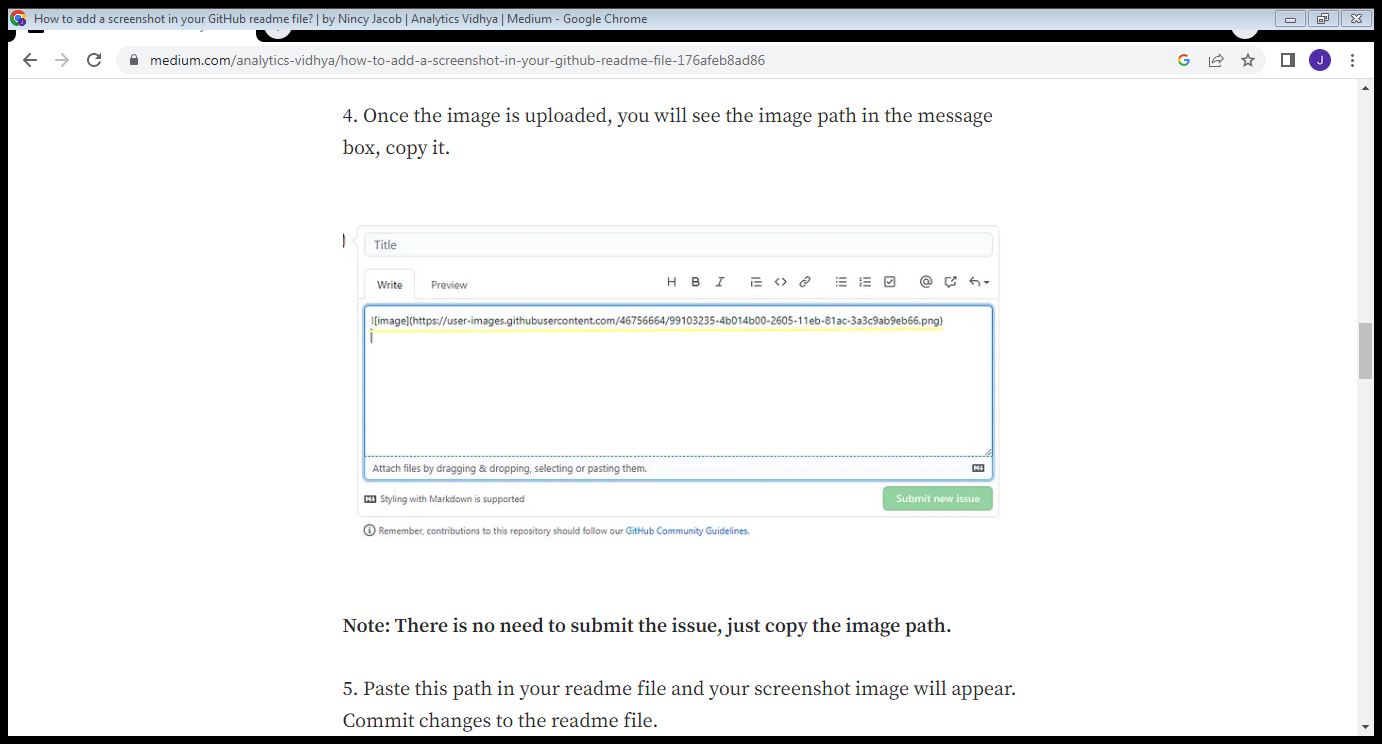 How to add a screenshot in your GitHub readme file? | by Nincy Jacob | Analytics Vidhya | Medium - Google Chrome
medium.com/analytics-vidhya/how-to-add-a-screenshot-in-your-github-readme-file-176afeb8ad86
J
4. Once the image is uploaded, you will see the image path in the message
box, copy it.
Title
Write Preview
H B I
![image](https://user-images.githubusercontent.com/46756664/99103235-4b014b00-2605-11eb-81ac-3a3c9ab9eb66.png)
Attach files by dragging & dropping, selecting or pasting them.
Styling with Markdown is supported
Submit new issue
Remember, contributions to this repository should follow our GitHub Community Guidelines.
Note: There is no need to submit the issue, just copy the image path.
5. Paste this path in your readme file and your screenshot image will appear.
Commit changes to the readme file.